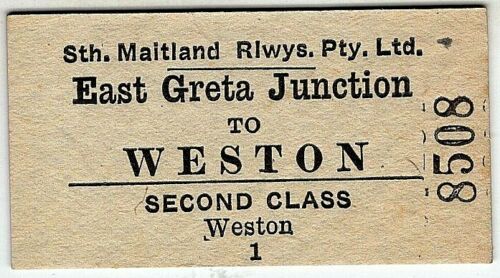 Sth. Maitland Rlwys. Pty. Ltd.
East Greta Junction
TO
WESTON
SECOND CLASS
Weston
1
8508